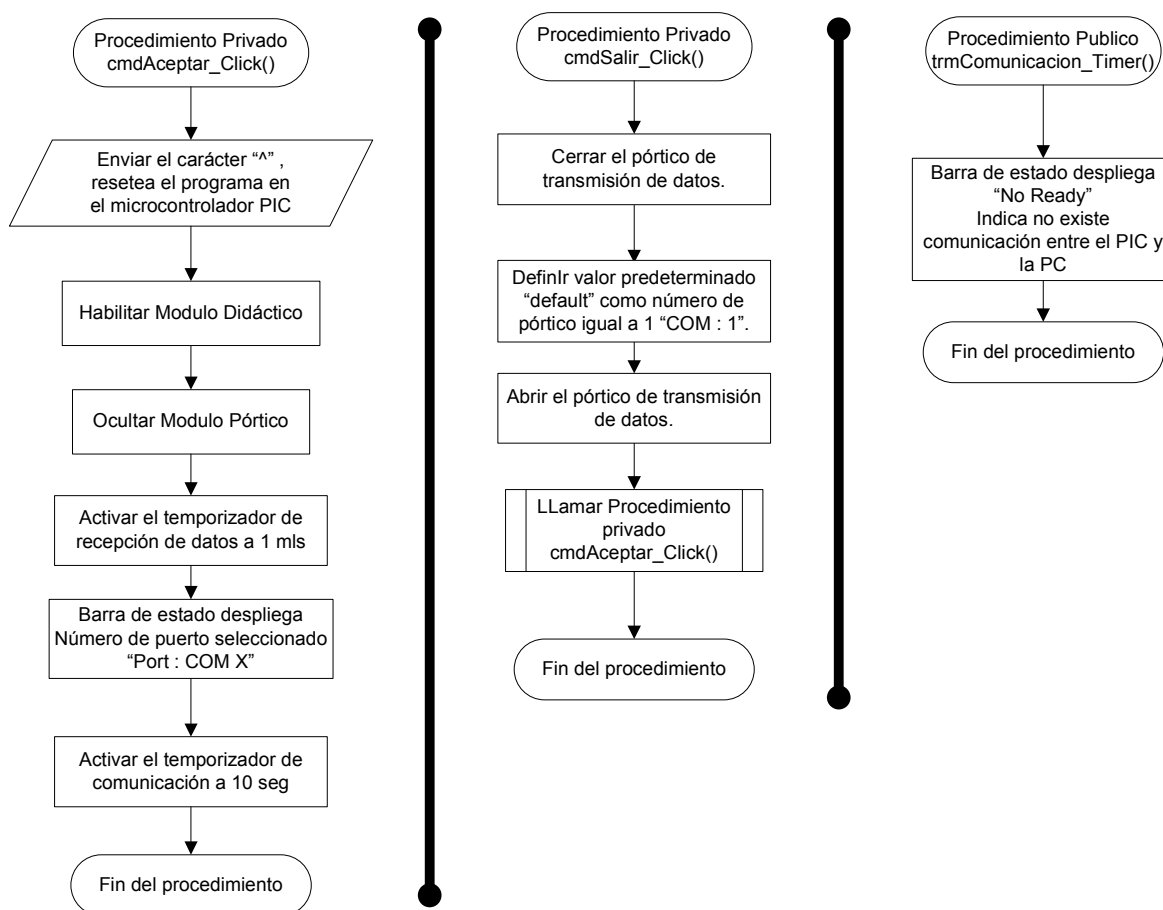 Procedimiento Privado
cmdAceptar_Click()
Enviar el carácter “^” ,
resetea el programa en
el microcontrolador PIC
Habilitar Modulo Didáctico
Ocultar Modulo Pórtico
Activar el temporizador de
recepción de datos a 1 mls
Barra de estado despliega
Número de puerto seleccionado
“Port : COM X”
Activar el temporizador de
comunicación a 10 seg
Fin del procedimiento
Procedimiento Privado
cmdSalir_Click()
Cerrar el pórtico de
transmisión de datos.
DefinIr valor predeterminado
“default” como número de
pórtico igual a 1 “COM : 1”.
Abrir el pórtico de transmisión
de datos.
LLamar Procedimiento
privado
cmdAceptar_Click()
Fin del procedimiento
Procedimiento Publico
trmComunicacion_Timer()
Barra de estado despliega
“No Ready”
Indica no existe
comunicación entre el PIC y
la PC
Fin del procedimiento